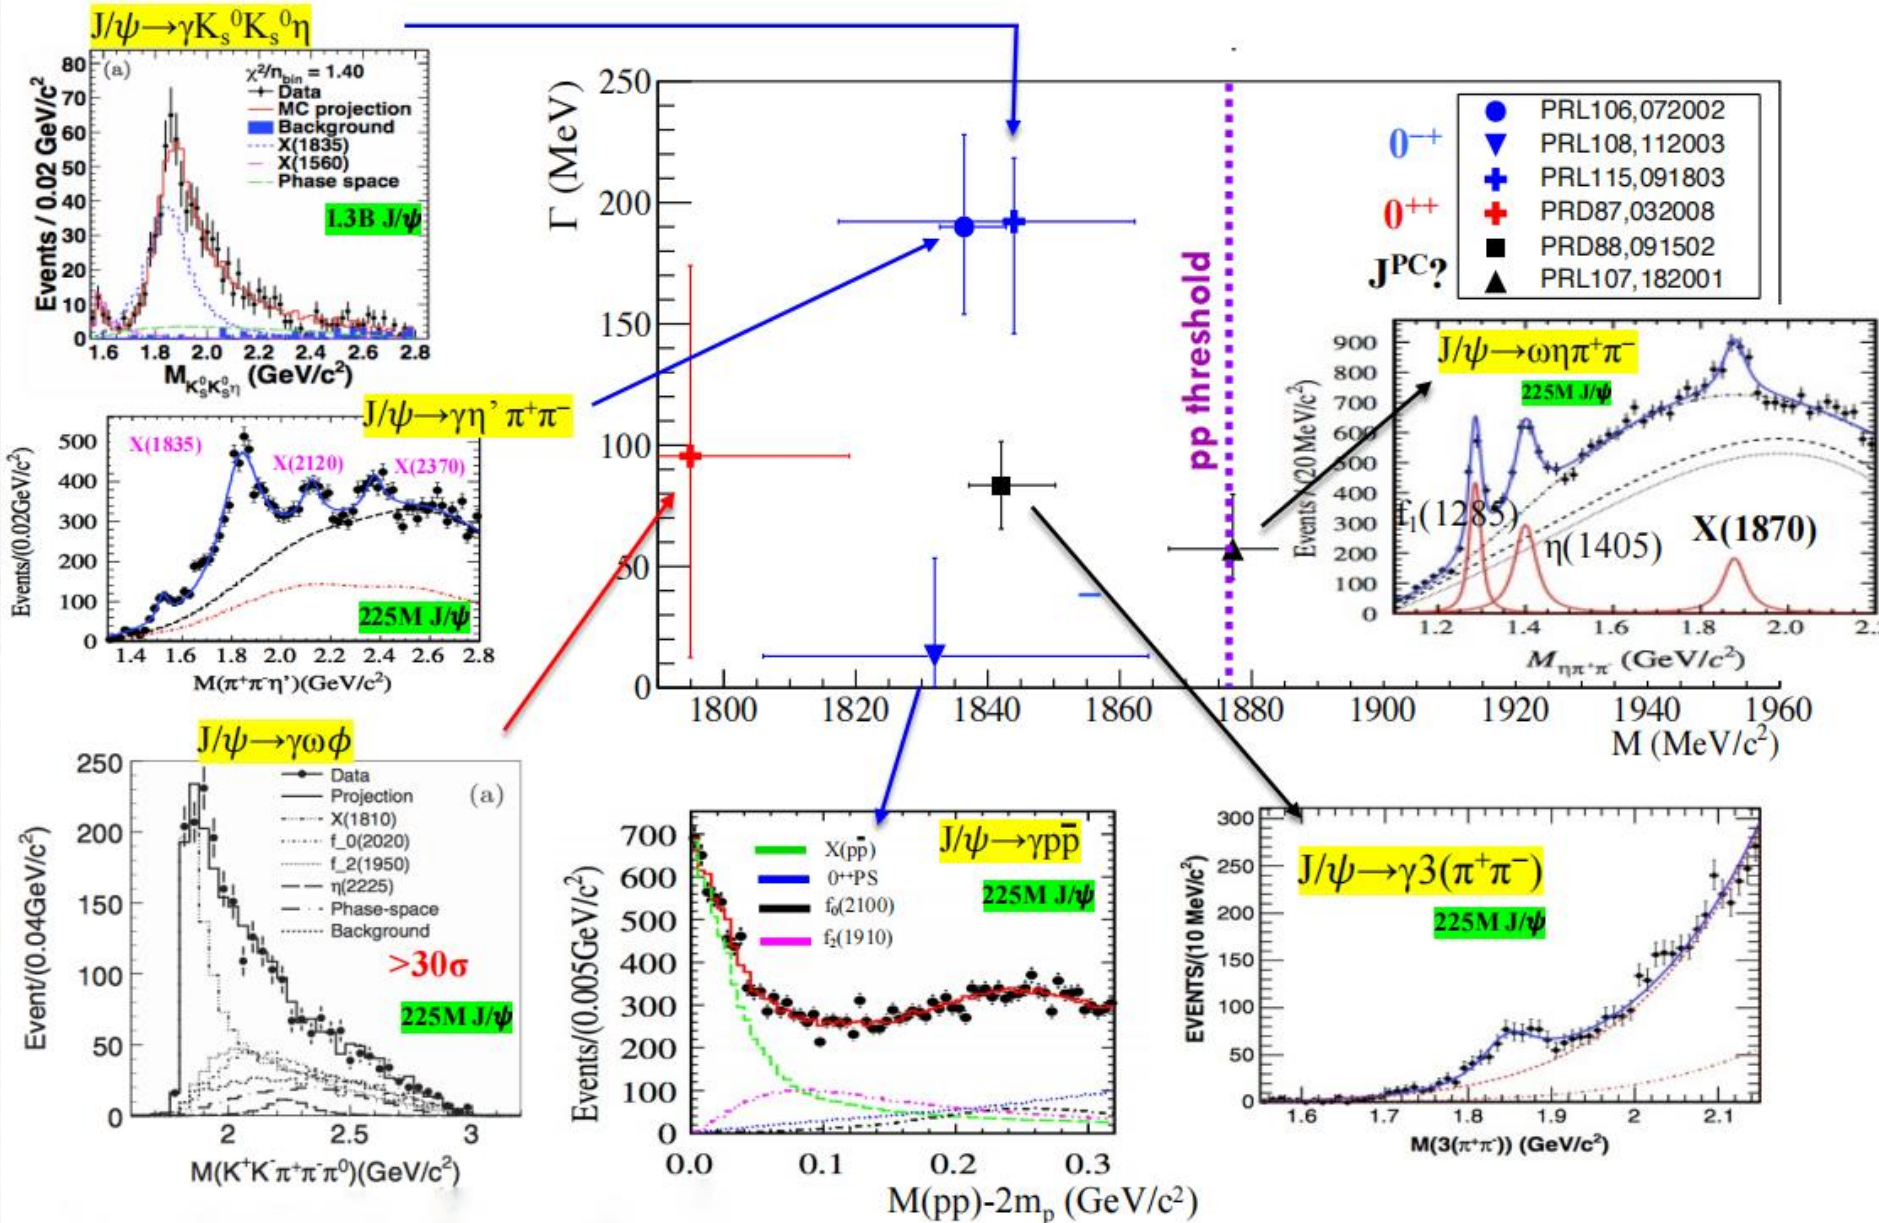 J/ψ→γKs⁰Ks⁰η
(a)
χ²/n_bin = 1.40
Data
MC projection
Background
X(1835)
X(1560)
Phase space
1.3B J/ψ
Events / 0.02 GeV/c²
80
70
60
50
40
30
20
10
0
1.6 1.8 2.0 2.2 2.4 2.6 2.8
M_K⁰_SK⁰_Sη (GeV/c²)
J/ψ→γη’ π⁺π⁻
X(1835)
X(2120)
X(2370)
225M J/ψ
Events/(0.02GeV/c²)
500
400
300
200
100
0
1.4 1.6 1.8 2.0 2.2 2.4 2.6 2.8
M(π⁺π⁻η’)(GeV/c²)
J/ψ→γωϕ
(a)
Data
Projection
X(1810)
f_0(2020)
f_2(1950)
η(2225)
Phase-space
Background
>30σ
225M J/ψ
Event/(0.04GeV/c²)
250
200
150
100
50
0
2 2.5 3
M(K⁺K⁻π⁺π⁻π⁰)(GeV/c²)
Γ (MeV)
250
200
150
100
50
0
1800 1820 1840 1860 1880 1900 1920 1940 1960
M (MeV/c²)
pp threshold
0⁻⁺
0⁺⁺
J^PC?
PRL106,072002
PRL108,112003
PRL115,091803
PRD87,032008
PRD88,091502
PRL107,182001
J/ψ→ωηπ⁺π⁻
225M J/ψ
f₁(1285)
η(1405)
X(1870)
Events / (20 MeV/c²)
900
800
700
600
500
400
300
200
100
0
1.2 1.4 1.6 1.8 2.0 2.
M_ηπ⁺π⁻ (GeV/c²)
J/ψ→γpp̄
X(pp̄)
0⁺⁺PS
f₀(2100)
f₂(1910)
225M J/ψ
Events/(0.005GeV/c²)
700
600
500
400
300
200
100
0
0.0 0.1 0.2 0.3
M(pp)-2m_p (GeV/c²)
J/ψ→γ3(π⁺π⁻)
225M J/ψ
EVENTS/(10 MeV/c²)
300
250
200
150
100
50
0
1.6 1.7 1.8 1.9 2 2.1
M(3(π⁺π⁻)) (GeV/c²)